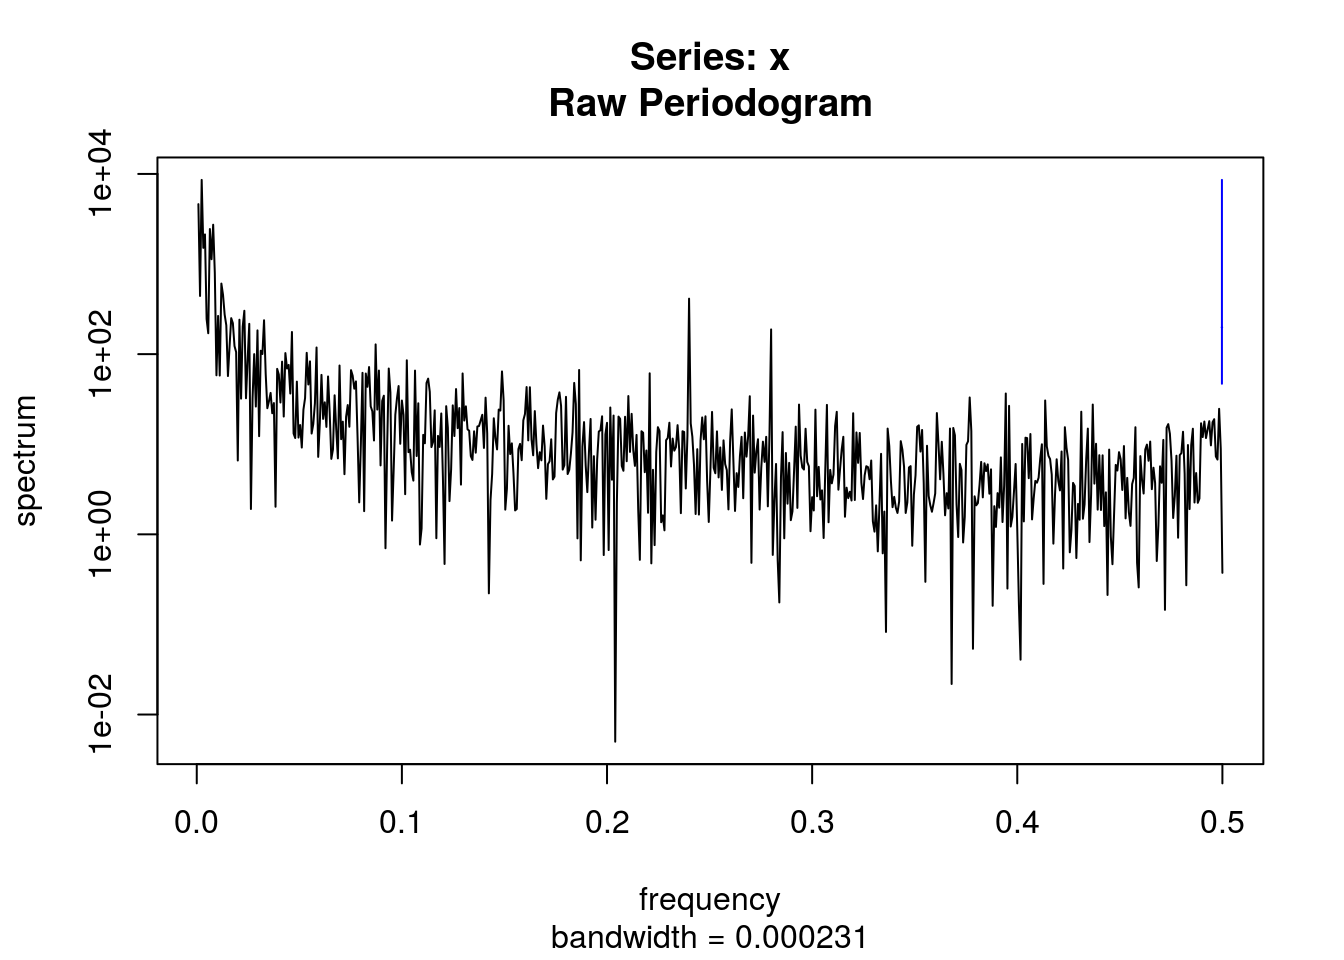 Series: x
Raw Periodogram
spectrum
1e+04
1e+02
1e+00
1e-02
0.0 0.1 0.2 0.3 0.4 0.5
frequency
bandwidth = 0.000231